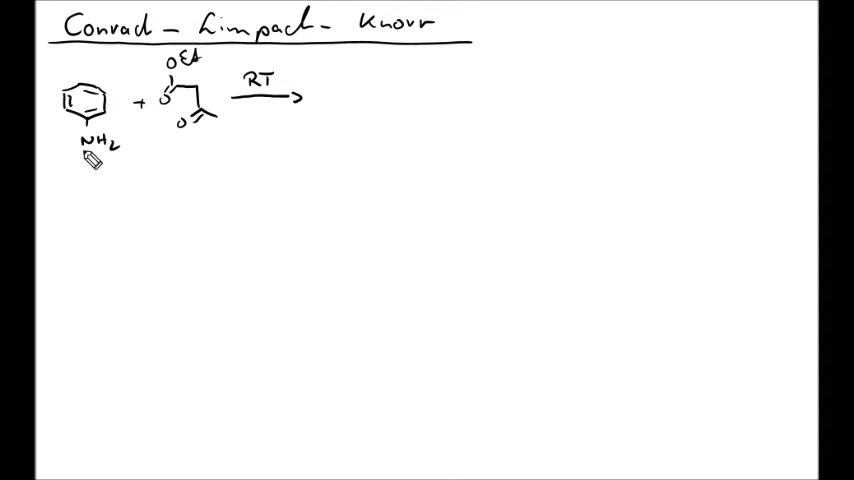 Conrad - Limpach - Knorr
OEt
RT
O
+
O
NH2